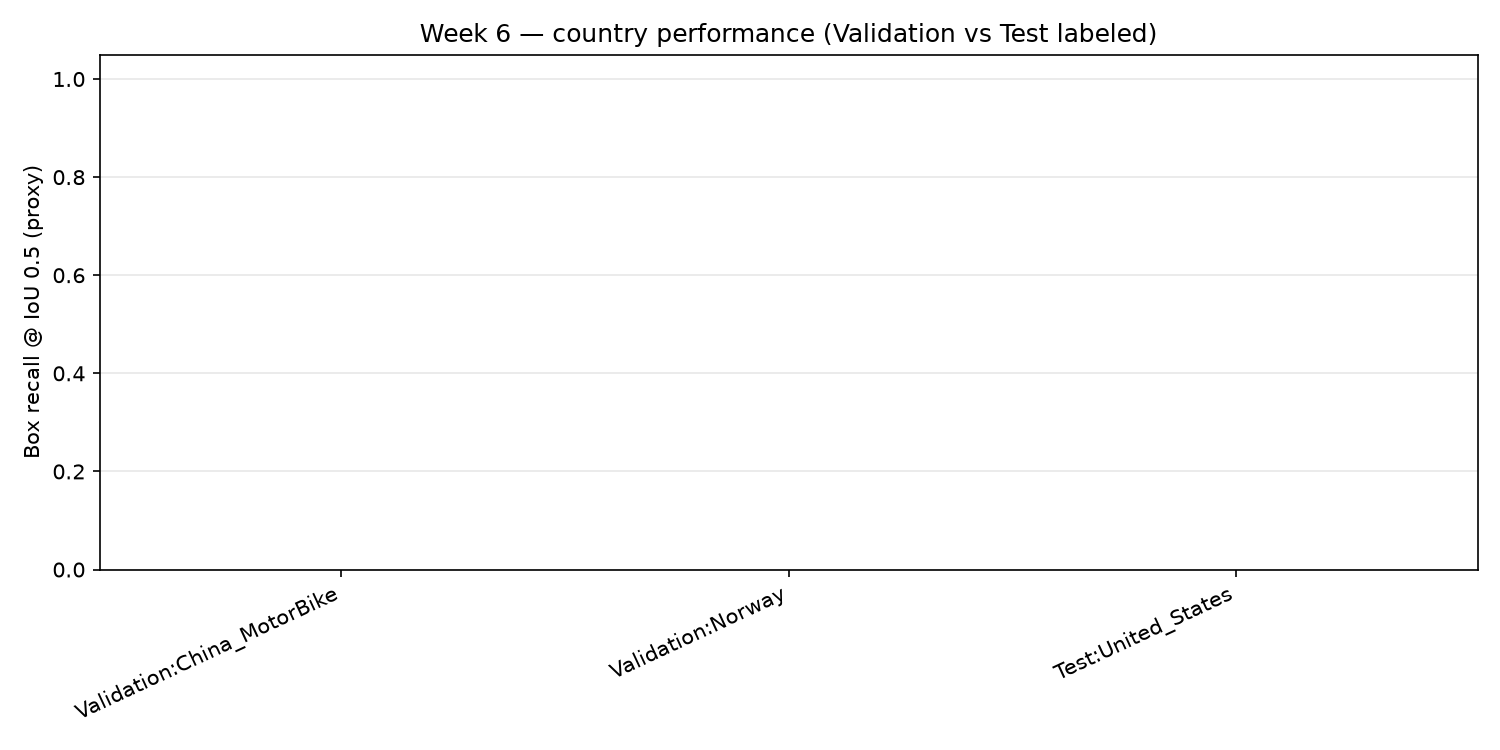 Week 6 — country performance (Validation vs Test labeled)
Box recall @ IoU 0.5 (proxy)
1.0
0.8
0.6
0.4
0.2
0.0
Validation:China_MotorBike
Validation:Norway
Test:United_States